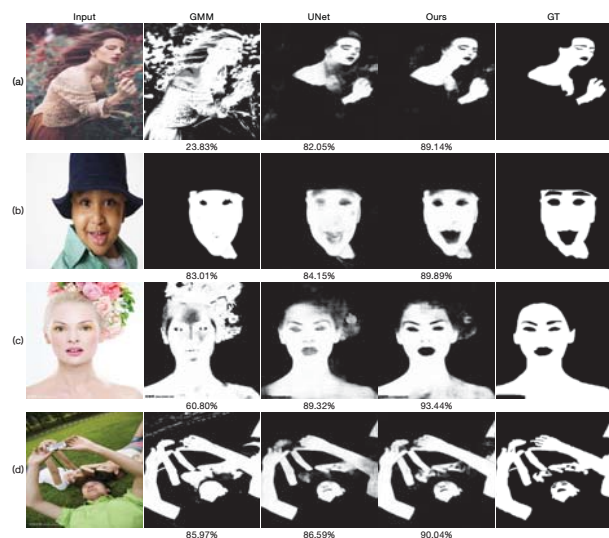 Input GMM UNet Ours GT
(a)
23.83% 82.05% 89.14%
(b)
83.01% 84.15% 89.89%
(c)
60.80% 89.32% 93.44%
(d)
85.97% 86.59% 90.04%